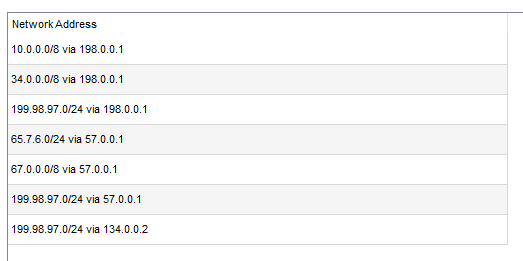 Network Address
10.0.0.0/8 via 198.0.0.1
34.0.0.0/8 via 198.0.0.1
199.98.97.0/24 via 198.0.0.1
65.7.6.0/24 via 57.0.0.1
67.0.0.0/8 via 57.0.0.1
199.98.97.0/24 via 57.0.0.1
199.98.97.0/24 via 134.0.0.2